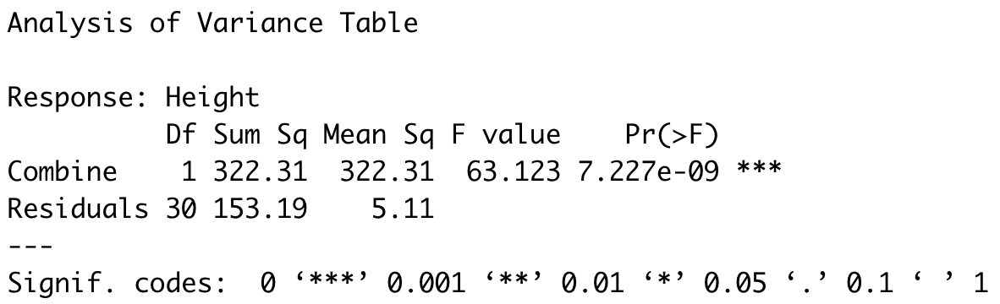 Analysis of Variance Table
Response: Height
Df Sum Sq Mean Sq F value Pr(>F)
Combine 1 322.31 322.31 63.123 7.227e-09 ***
Residuals 30 153.19 5.11
---
Signif. codes: 0 ‘***’ 0.001 ‘**’ 0.01 ‘*’ 0.05 ‘.’ 0.1 ‘ ’ 1